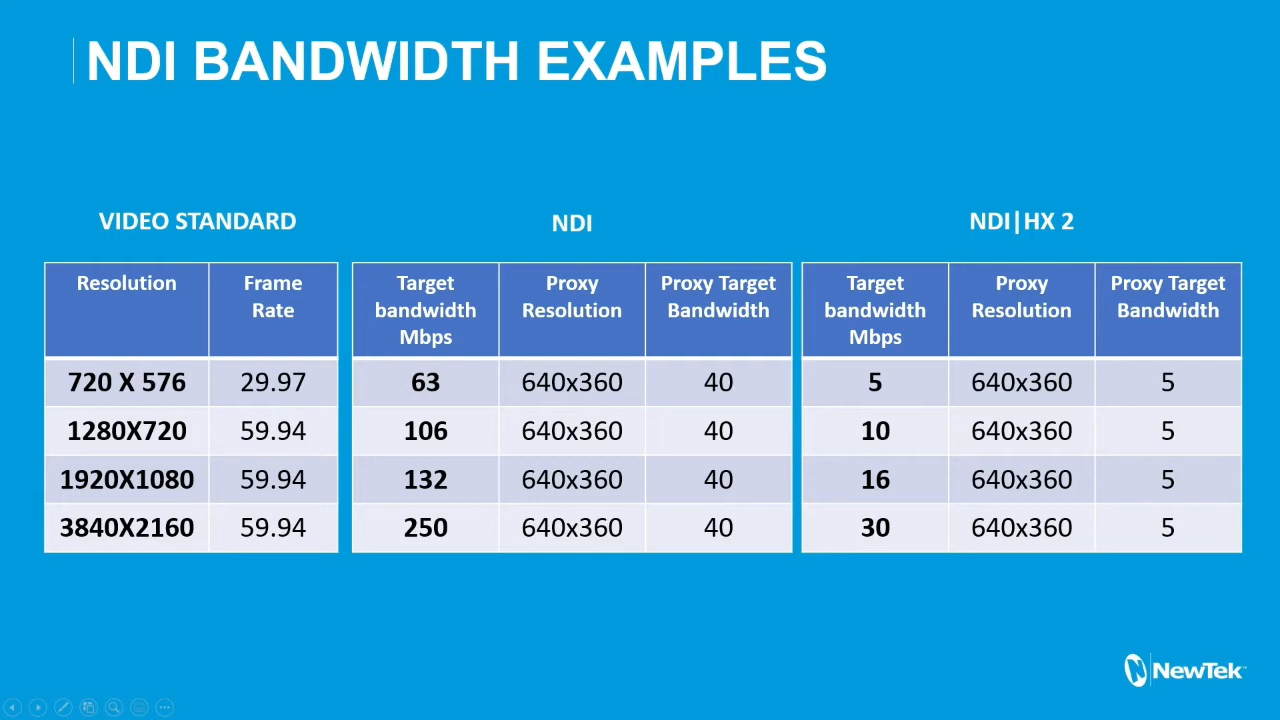 NDI BANDWIDTH EXAMPLES
VIDEO STANDARD
Resolution Frame
Rate
720 X 576 29.97
1280X720 59.94
1920X1080 59.94
3840X2160 59.94
NDI
Target Proxy Proxy Target
bandwidth Resolution Bandwidth
Mbps
63 640x360 40
106 640x360 40
132 640x360 40
250 640x360 40
NDI|HX 2
Target Proxy Proxy Target
bandwidth Resolution Bandwidth
Mbps
5 640x360 5
10 640x360 5
16 640x360 5
30 640x360 5
NewTek™